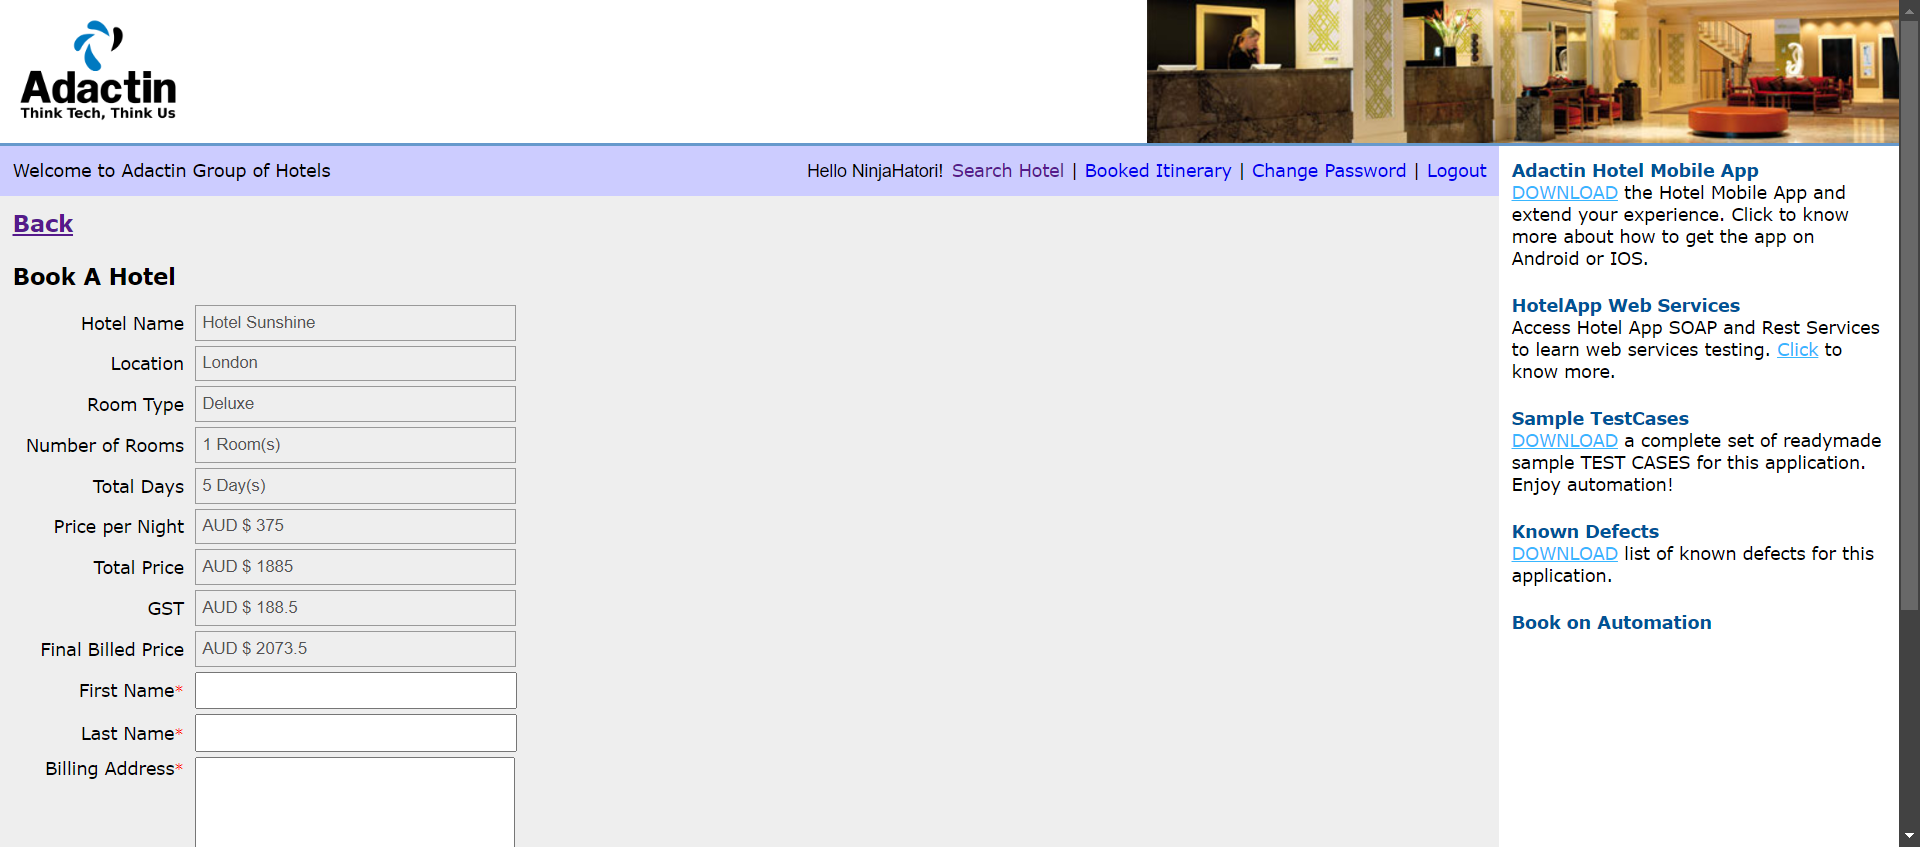 Adactin
Think Tech, Think Us
Welcome to Adactin Group of Hotels
Hello NinjaHatori! Search Hotel | Booked Itinerary | Change Password | Logout
Back
Book A Hotel
Hotel Name Hotel Sunshine
Location London
Room Type Deluxe
Number of Rooms 1 Room(s)
Total Days 5 Day(s)
Price per Night AUD $ 375
Total Price AUD $ 1885
GST AUD $ 188.5
Final Billed Price AUD $ 2073.5
First Name*
Last Name*
Billing Address*
Adactin Hotel Mobile App
DOWNLOAD the Hotel Mobile App and
extend your experience. Click to know
more about how to get the app on
Android or IOS.
HotelApp Web Services
Access Hotel App SOAP and Rest Services
to learn web services testing. Click to
know more.
Sample TestCases
DOWNLOAD a complete set of readymade
sample TEST CASES for this application.
Enjoy automation!
Known Defects
DOWNLOAD list of known defects for this
application.
Book on Automation